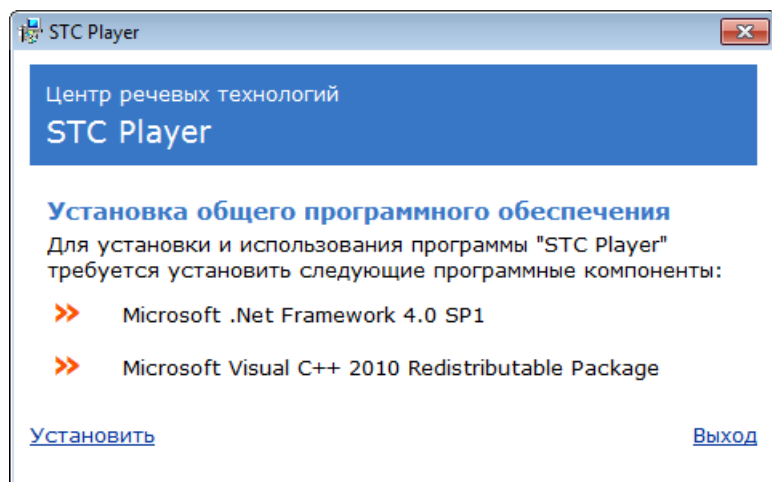 STC Player
Центр речевых технологий
STC Player
Установка общего программного обеспечения
Для установки и использования программы "STC Player"
требуется установить следующие программные компоненты:
Microsoft .Net Framework 4.0 SP1
Microsoft Visual C++ 2010 Redistributable Package
Установить Выход